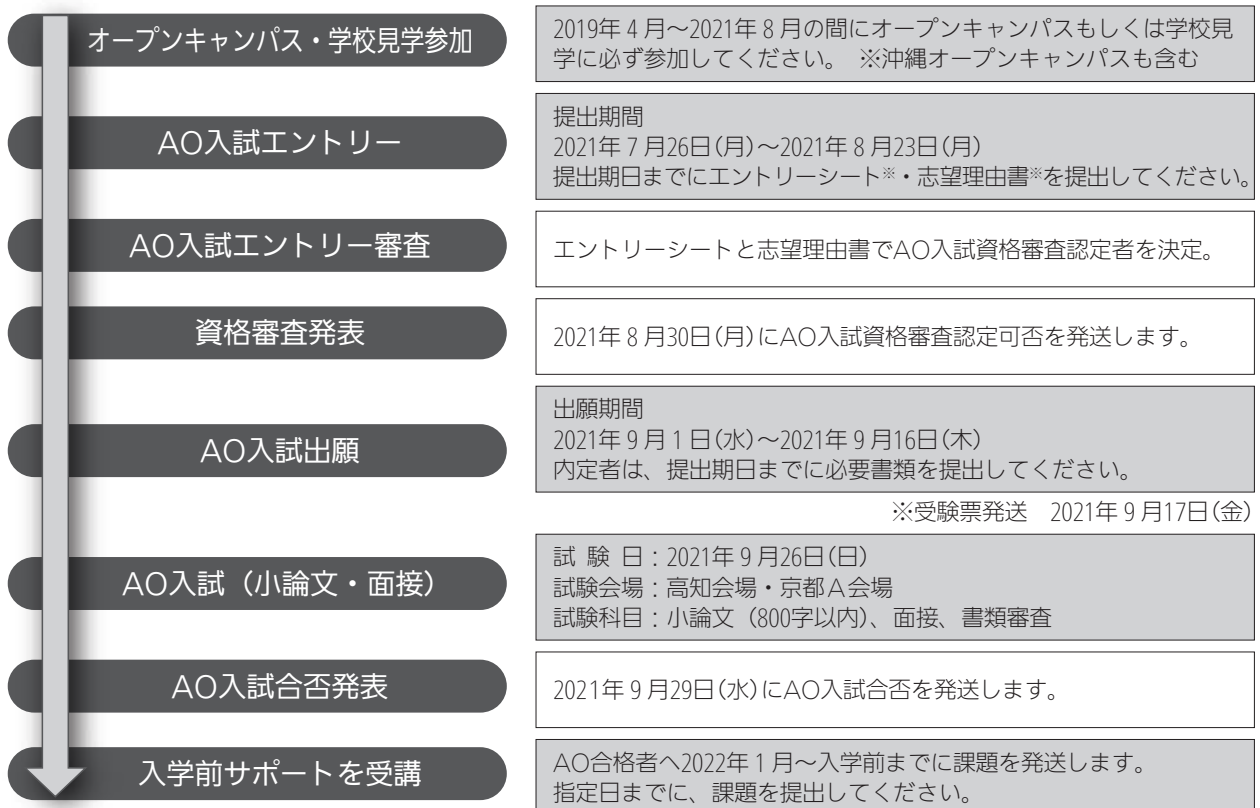 オープンキャンパス・学校見学参加
2019年4月～2021年8月の間にオープンキャンパスもしくは学校見
学に必ず参加してください。 ※沖縄オープンキャンパスも含む
AO入試エントリー
提出期間
2021年7月26日(月)～2021年8月23日(月)
提出期日までにエントリーシート※・志望理由書※を提出してください。
AO入試エントリー審査
エントリーシートと志望理由書でAO入試資格審査認定者を決定。
資格審査発表
2021年8月30日(月)にAO入試資格審査認定可否を発送します。
AO入試出願
出願期間
2021年9月1日(水)～2021年9月16日(木)
内定者は、提出期日までに必要書類を提出してください。
※受験票発送 2021年9月17日(金)
AO入試（小論文・面接）
試 験 日：2021年9月26日(日)
試験会場：高知会場・京都A会場
試験科目：小論文（800字以内）、面接、書類審査
AO入試合否発表
2021年9月29日(水)にAO入試合否を発送します。
入学前サポートを受講
AO合格者へ2022年1月～入学前までに課題を発送します。
指定日までに、課題を提出してください。